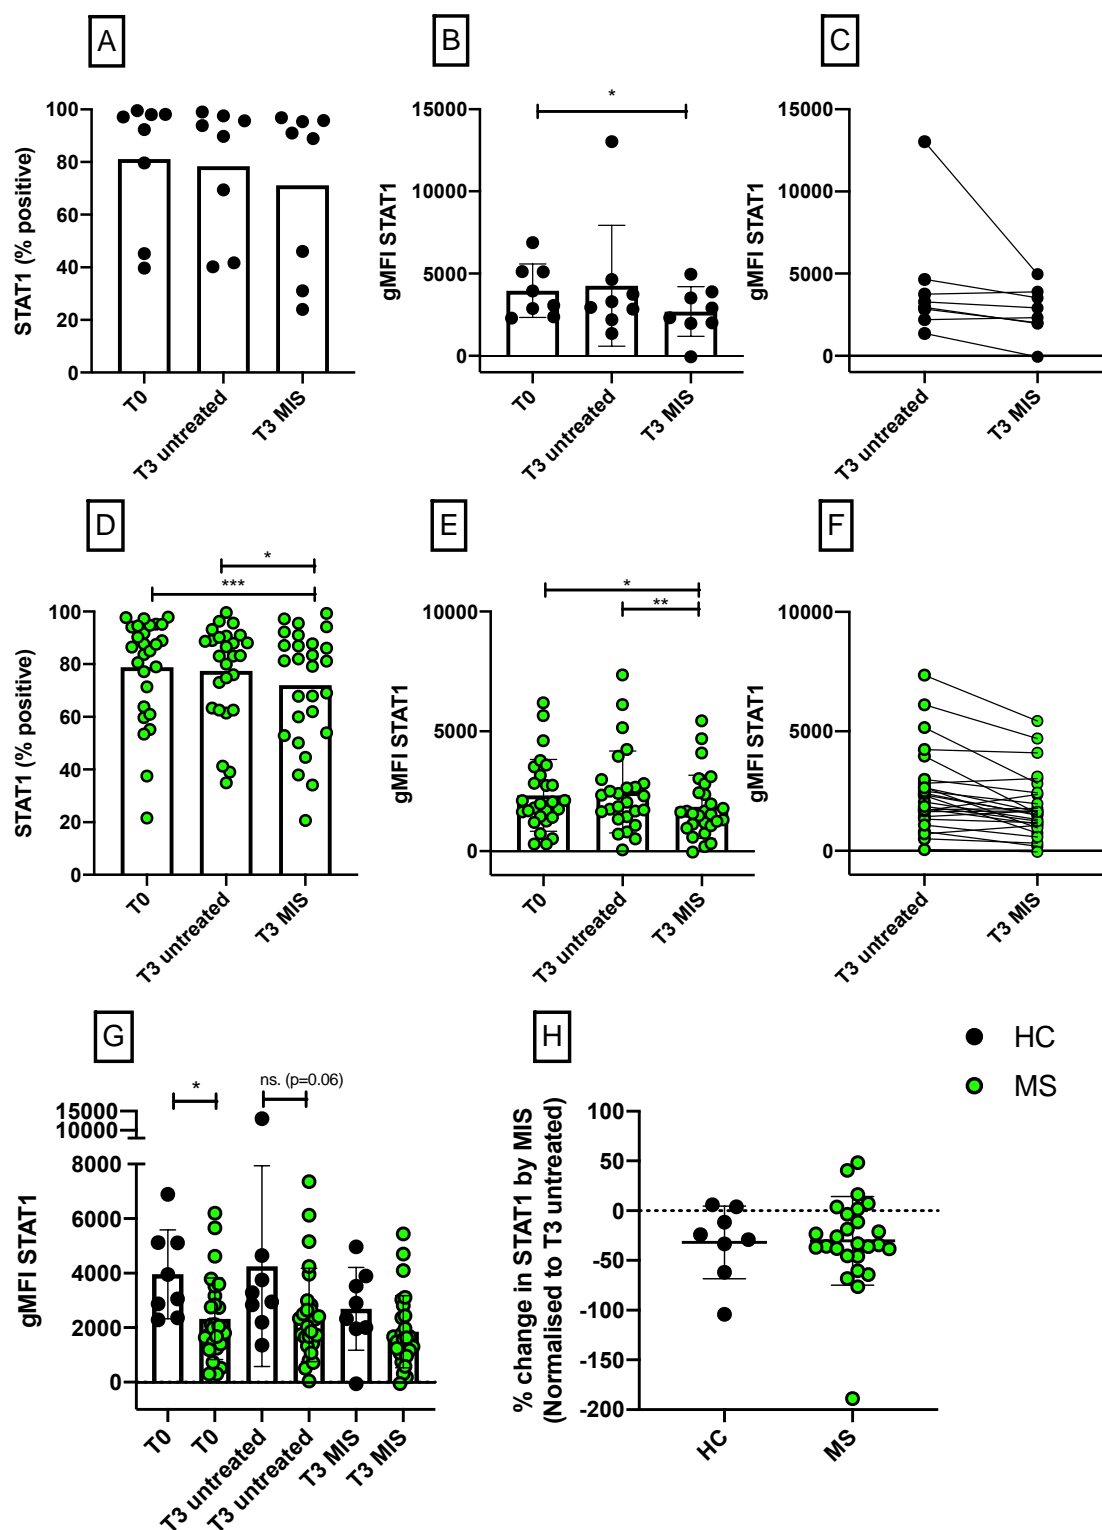 A
B
C
STAT1 (% positive)
100
80
60
40
20
0
T0
T3 untreated
T3 MIS
gMFI STAT1
15000
10000
5000
0
*
T0
T3 untreated
T3 MIS
gMFI STAT1
15000
10000
5000
0
T3 untreated
T3 MIS
D
E
F
STAT1 (% positive)
100
80
60
40
20
0
*
***
T0
T3 untreated
T3 MIS
gMFI STAT1
10000
5000
0
*
**
T0
T3 untreated
T3 MIS
gMFI STAT1
10000
5000
0
T3 untreated
T3 MIS
G
H
HC
MS
gMFI STAT1
15000
10000
8000
6000
4000
2000
0
*
ns. (p=0.06)
T0
T0
T3 untreated
T3 untreated
T3 MIS
T3 MIS
% change in STAT1 by MIS
(Normalised to T3 untreated)
100
50
0
-50
-100
-150
-200
HC
MS